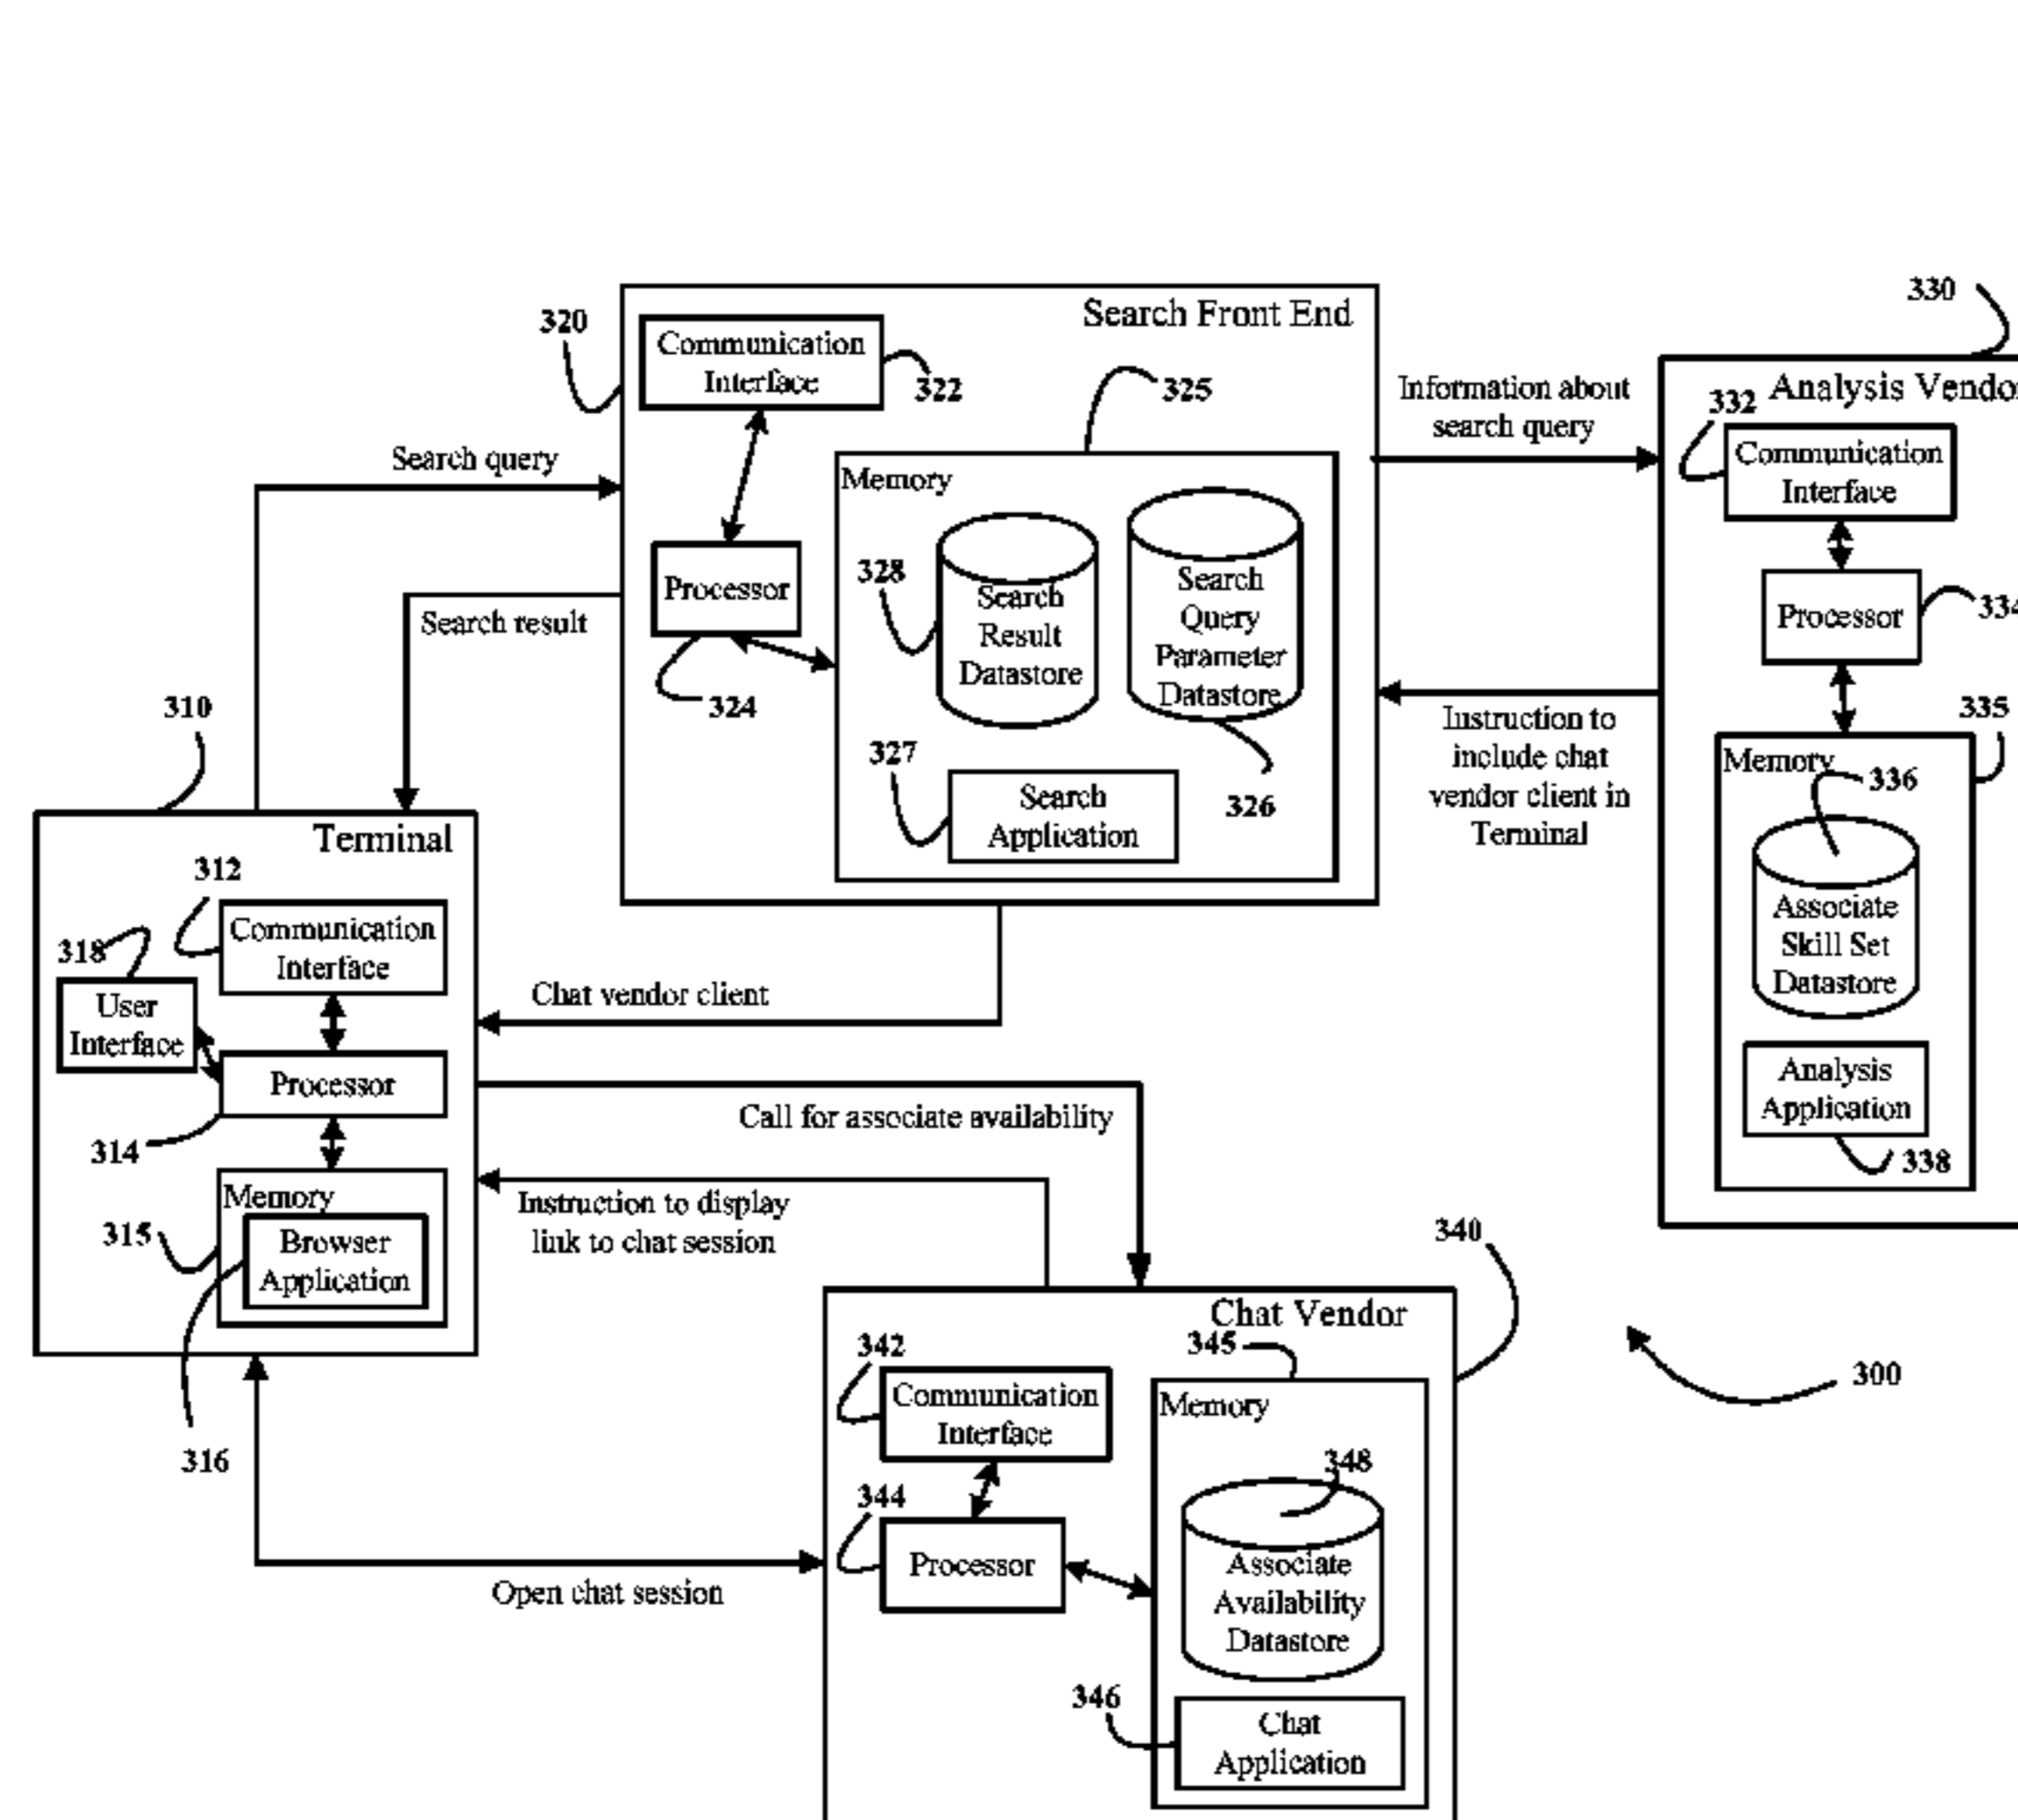 330
320
Search Front End
Communication
Interface
322
325
Information about
search query
332
Analysis Vendo
Communication
Interface
Search query
Memory
Processor
328
Search
Result
Datastore
Search
Query
Parameter
Datastore
Processor
334
Search result
324
310
327
326
Search
Application
Instruction to
include chat
vendor client in
Terminal
335
Memory
336
Associate
Skill Set
Datastore
Terminal
312
318
Communication
Interface
User
Interface
Chat vendor client
Processor
314
Call for associate availability
Analysis
Application
338
Memory
315
Browser
Application
316
Instruction to display
link to chat session
340
Chat Vendor
342
345
Communication
Interface
Memory
300
348
344
Processor
Associate
Availability
Datastore
Open chat session
346
Chat
Application